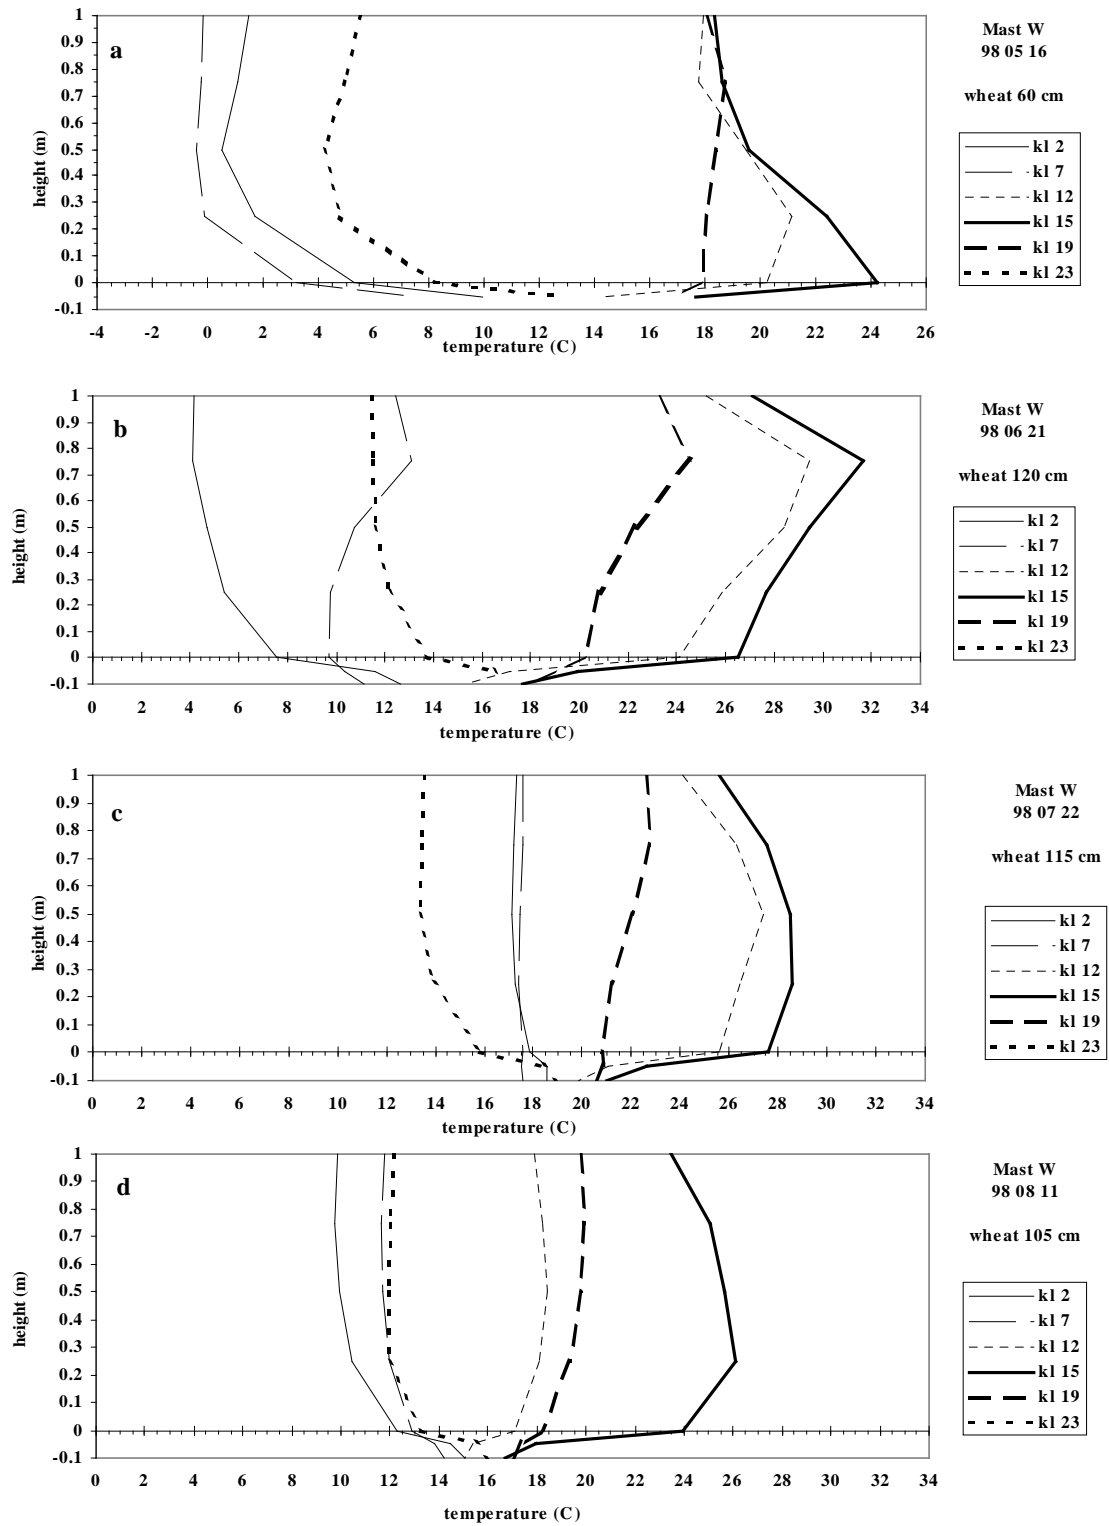 1
0.9
0.8
0.7
0.6
0.5
0.4
0.3
0.2
0.1
0
-0.1
height (m)
a
-4 -2 0 2 4 6 8 10 12 14 16 18 20 22 24 26
temperature (C)
Mast W
98 05 16
wheat 60 cm
kl 2
kl 7
kl 12
kl 15
kl 19
kl 23
1
0.9
0.8
0.7
0.6
0.5
0.4
0.3
0.2
0.1
0
-0.1
height (m)
b
0 2 4 6 8 10 12 14 16 18 20 22 24 26 28 30 32 34
temperature (C)
Mast W
98 06 21
wheat 120 cm
kl 2
kl 7
kl 12
kl 15
kl 19
kl 23
1
0.9
0.8
0.7
0.6
0.5
0.4
0.3
0.2
0.1
0
-0.1
height (m)
c
0 2 4 6 8 10 12 14 16 18 20 22 24 26 28 30 32 34
temperature (C)
Mast W
98 07 22
wheat 115 cm
kl 2
kl 7
kl 12
kl 15
kl 19
kl 23
1
0.9
0.8
0.7
0.6
0.5
0.4
0.3
0.2
0.1
0
-0.1
height (m)
d
0 2 4 6 8 10 12 14 16 18 20 22 24 26 28 30 32 34
temperature (C)
Mast W
98 08 11
wheat 105 cm
kl 2
kl 7
kl 12
kl 15
kl 19
kl 23